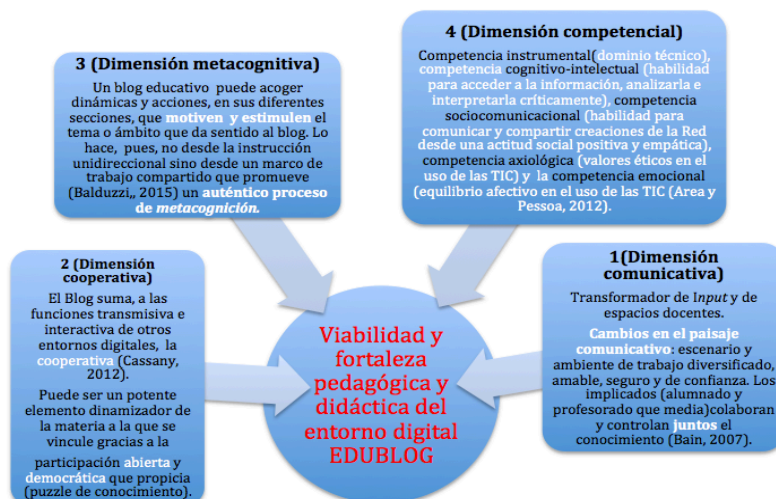 3 (Dimensión metacognitiva)
Un blog educativo puede acoger
dinámicas y acciones, en sus diferentes
secciones, que motiven y estimulen el
tema o ámbito que da sentido al blog. Lo
hace, pues, no desde la instrucción
unidireccional sino desde un marco de
trabajo compartido que promueve
(Balduzzi,, 2015) un auténtico proceso
de metacognición.
4 (Dimensión competencial)
Competencia instrumental(dominio técnico),
competencia cognitivo-intelectual (habilidad
para acceder a la información, analizarla e
interpretarla críticamente), competencia
sociocomunicacional (habilidad para
comunicar y compartir creaciones de la Red
desde una actitud social positiva y empática),
competencia axiológica (valores éticos en el
uso de las TIC) y la competencia emocional
(equilibrio afectivo en el uso de las TIC (Area y
Pessoa, 2012).
2 (Dimensión
cooperativa)
El Blog suma, a las
funciones transmisiva e
interactiva de otros
entornos digitales, la
cooperativa (Cassany,
2012).
Puede ser un potente
elemento dinamizador de
la materia a la que se
vincule gracias a la
participación abierta y
democrática que propicia
(puzzle de conocimiento).
Viabilidad y
fortaleza
pedagógica y
didáctica del
entorno digital
EDUBLOG
1(Dimensión
comunicativa)
Transformador de Input y de
espacios docentes.
Cambios en el paisaje
comunicativo: escenario y
ambiente de trabajo diversificado,
amable, seguro y de confianza. Los
implicados (alumnado y
profesorado que media)colaboran
y controlan juntos el
conocimiento (Bain, 2007).